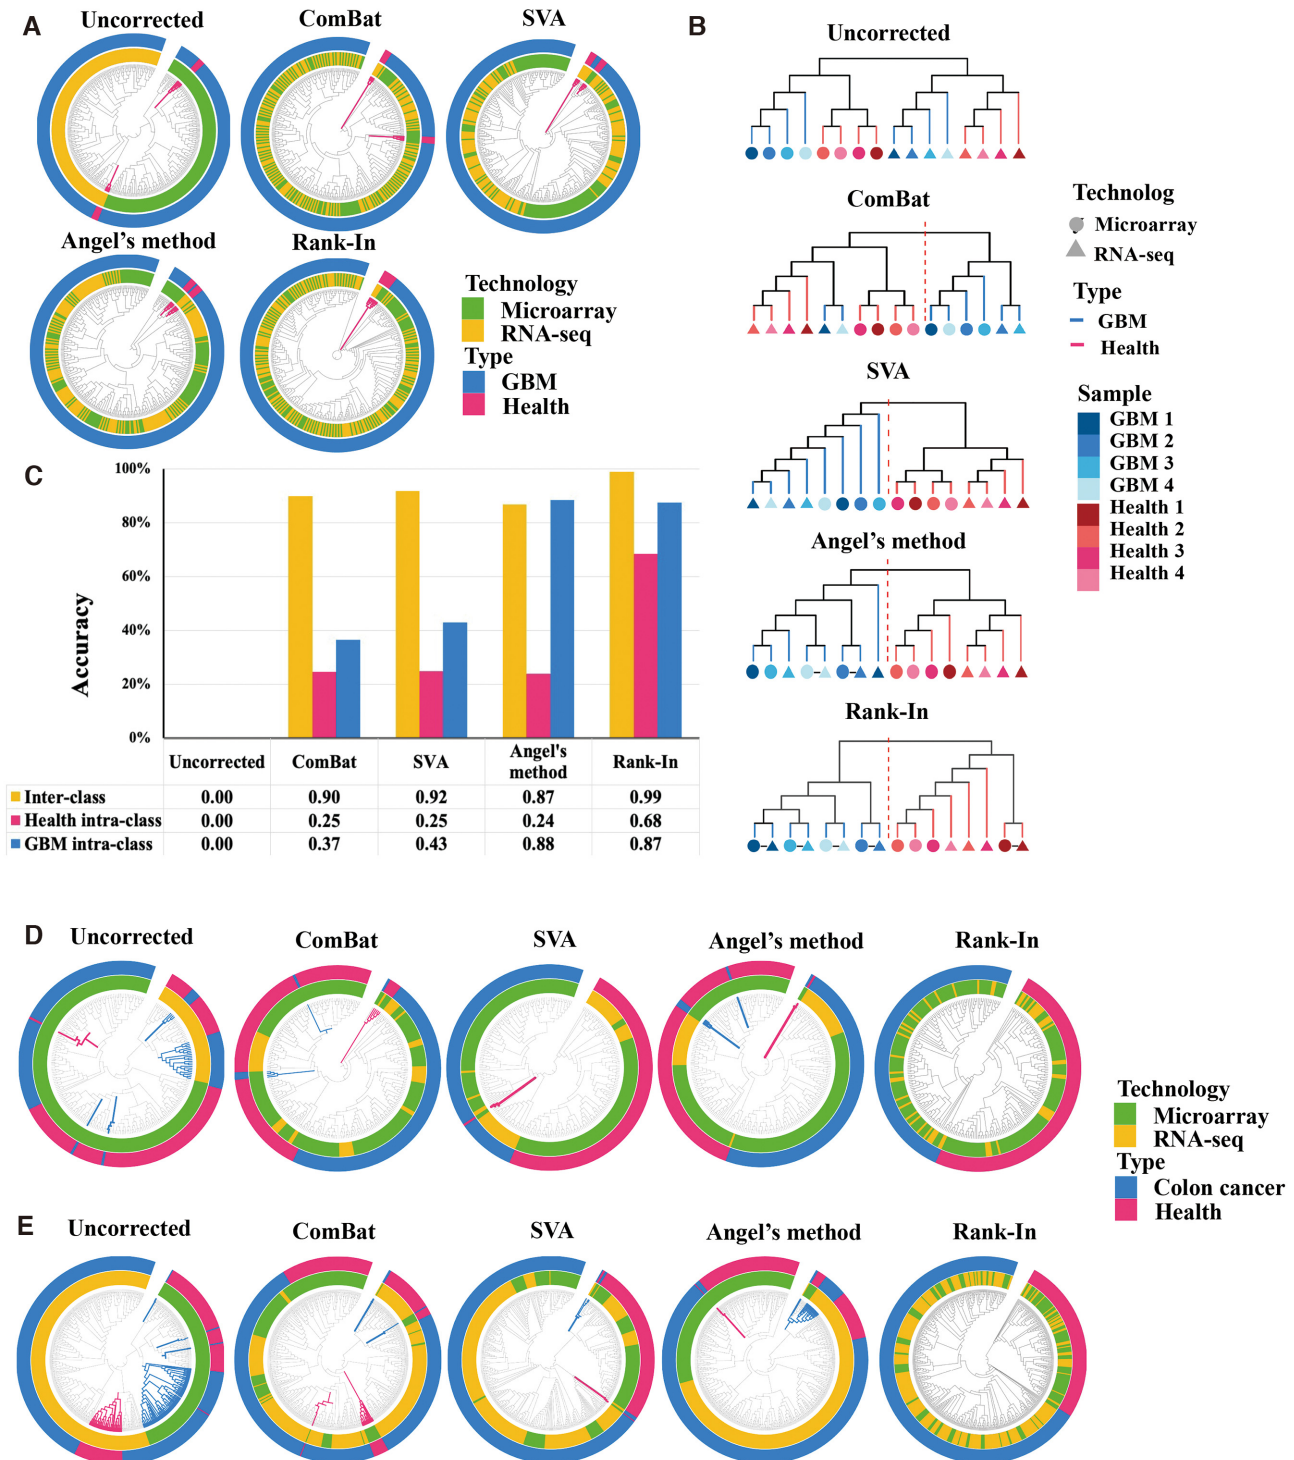 A
Uncorrected
ComBat
SVA
Angel's method
Rank-In
Technology
Microarray
RNA-seq
Type
GBM
Health
B
Uncorrected
ComBat
SVA
Angel's method
Rank-In
Technolog
Microarray
RNA-seq
Type
GBM
Health
Sample
GBM 1
GBM 2
GBM 3
GBM 4
Health 1
Health 2
Health 3
Health 4
C
Accuracy
100%
80%
60%
40%
20%
0%
Uncorrected ComBat SVA Angel's method Rank-In
Inter-class 0.00 0.90 0.92 0.87 0.99
Health intra-class 0.00 0.25 0.25 0.24 0.68
GBM intra-class 0.00 0.37 0.43 0.88 0.87
D
Uncorrected
ComBat
SVA
Angel's method
Rank-In
Technology
Microarray
RNA-seq
Type
Colon cancer
Health
E
Uncorrected
ComBat
SVA
Angel's method
Rank-In